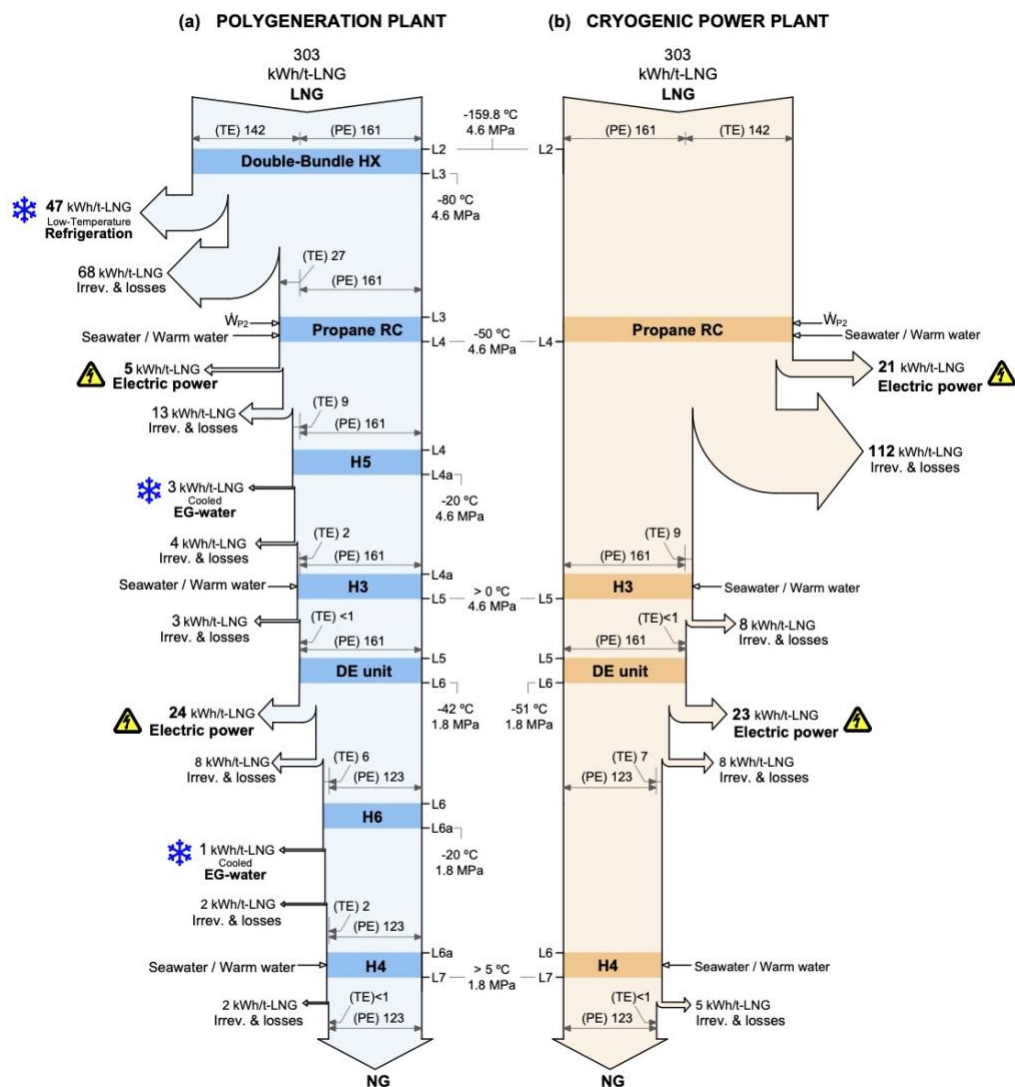 (a) POLYGENERATION PLANT
303
kWh/t-LNG
LNG
(TE) 142
(PE) 161
L2
Double-Bundle HX
L3
47 kWh/t-LNG
Low-Temperature
Refrigeration
68 kWh/t-LNG
Irrev. & losses
(TE) 27
(PE) 161
ẆP2
Seawater / Warm water
L3
Propane RC
L4
5 kWh/t-LNG
Electric power
13 kWh/t-LNG
Irrev. & losses
(TE) 9
(PE) 161
L4
H5
L4a
3 kWh/t-LNG
Cooled
EG-water
4 kWh/t-LNG
Irrev. & losses
(TE) 2
(PE) 161
Seawater / Warm water
L4a
H3
L5
3 kWh/t-LNG
Irrev. & losses
(TE) <1
(PE) 161
L5
DE unit
L6
24 kWh/t-LNG
Electric power
8 kWh/t-LNG
Irrev. & losses
(TE) 6
(PE) 123
L6
H6
L6a
1 kWh/t-LNG
Cooled
EG-water
2 kWh/t-LNG
Irrev. & losses
(TE) 2
(PE) 123
Seawater / Warm water
L6a
H4
L7
2 kWh/t-LNG
Irrev. & losses
(TE)<1
(PE) 123
NG
-159.8 ºC
4.6 MPa
-80 ºC
4.6 MPa
-50 ºC
4.6 MPa
-20 ºC
4.6 MPa
> 0 ºC
4.6 MPa
-42 ºC
1.8 MPa
-51 ºC
1.8 MPa
-20 ºC
1.8 MPa
> 5 ºC
1.8 MPa
(b) CRYOGENIC POWER PLANT
303
kWh/t-LNG
LNG
(PE) 161
(TE) 142
L2
Propane RC
L4
ẆP2
Seawater / Warm water
21 kWh/t-LNG
Electric power
112 kWh/t-LNG
Irrev. & losses
(TE) 9
(PE) 161
H3
L5
Seawater / Warm water
8 kWh/t-LNG
Irrev. & losses
(TE)<1
(PE) 161
L5
DE unit
L6
23 kWh/t-LNG
Electric power
8 kWh/t-LNG
Irrev. & losses
(TE) 7
(PE) 123
L6
H4
L7
Seawater / Warm water
5 kWh/t-LNG
Irrev. & losses
(TE)<1
(PE) 123
NG